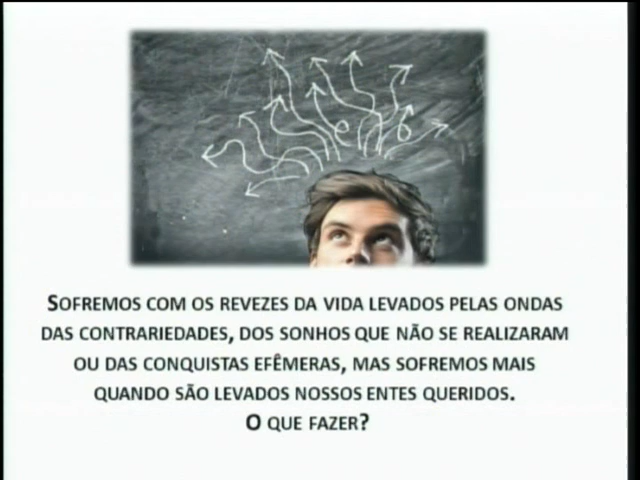 SOFREMOS COM OS REVEZES DA VIDA LEVADOS PELAS ONDAS
DAS CONTRARIEDADES, DOS SONHOS QUE NÃO SE REALIZARAM
OU DAS CONQUISTAS EFÊMERAS, MAS SOFREMOS MAIS
QUANDO SÃO LEVADOS NOSSOS ENTES QUERIDOS.
O QUE FAZER?